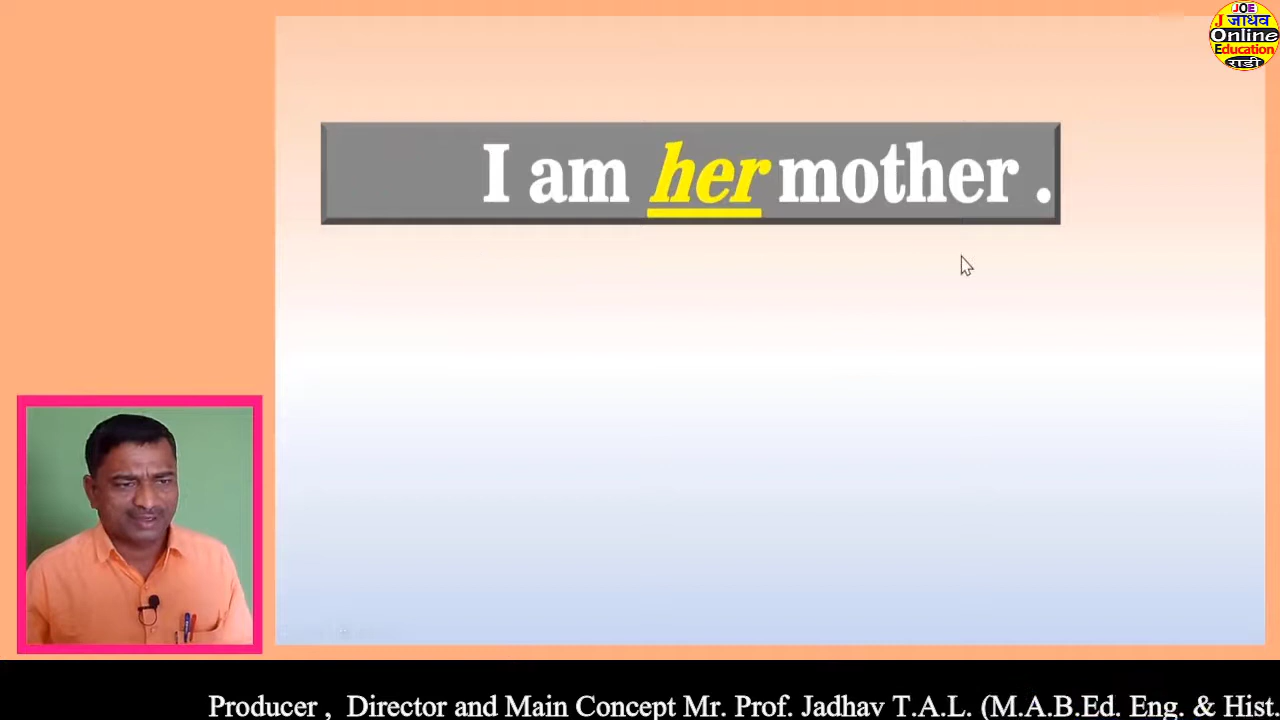 JOE
J जाधव
Online
Education
राडी
I am her mother .
Producer , Director and Main Concept Mr. Prof. Jadhav T.A.L. (M.A.B.Ed. Eng. & Hist.